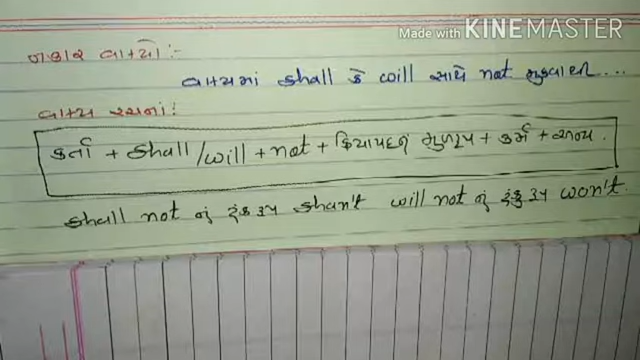 Made with KINEMASTER
નકાર વાક્યો :-
વાક્યમાં shall કે will સાથે not મુકવાથી...
વાક્ય રચના:
કર્તા + shall /will + not + ક્રિયાપદનું મુળરૂપ + કર્મ + અન્ય.
shall not નું ટૂંકુ રૂપ shan't will not નું ટૂંકુ રૂપ won't.